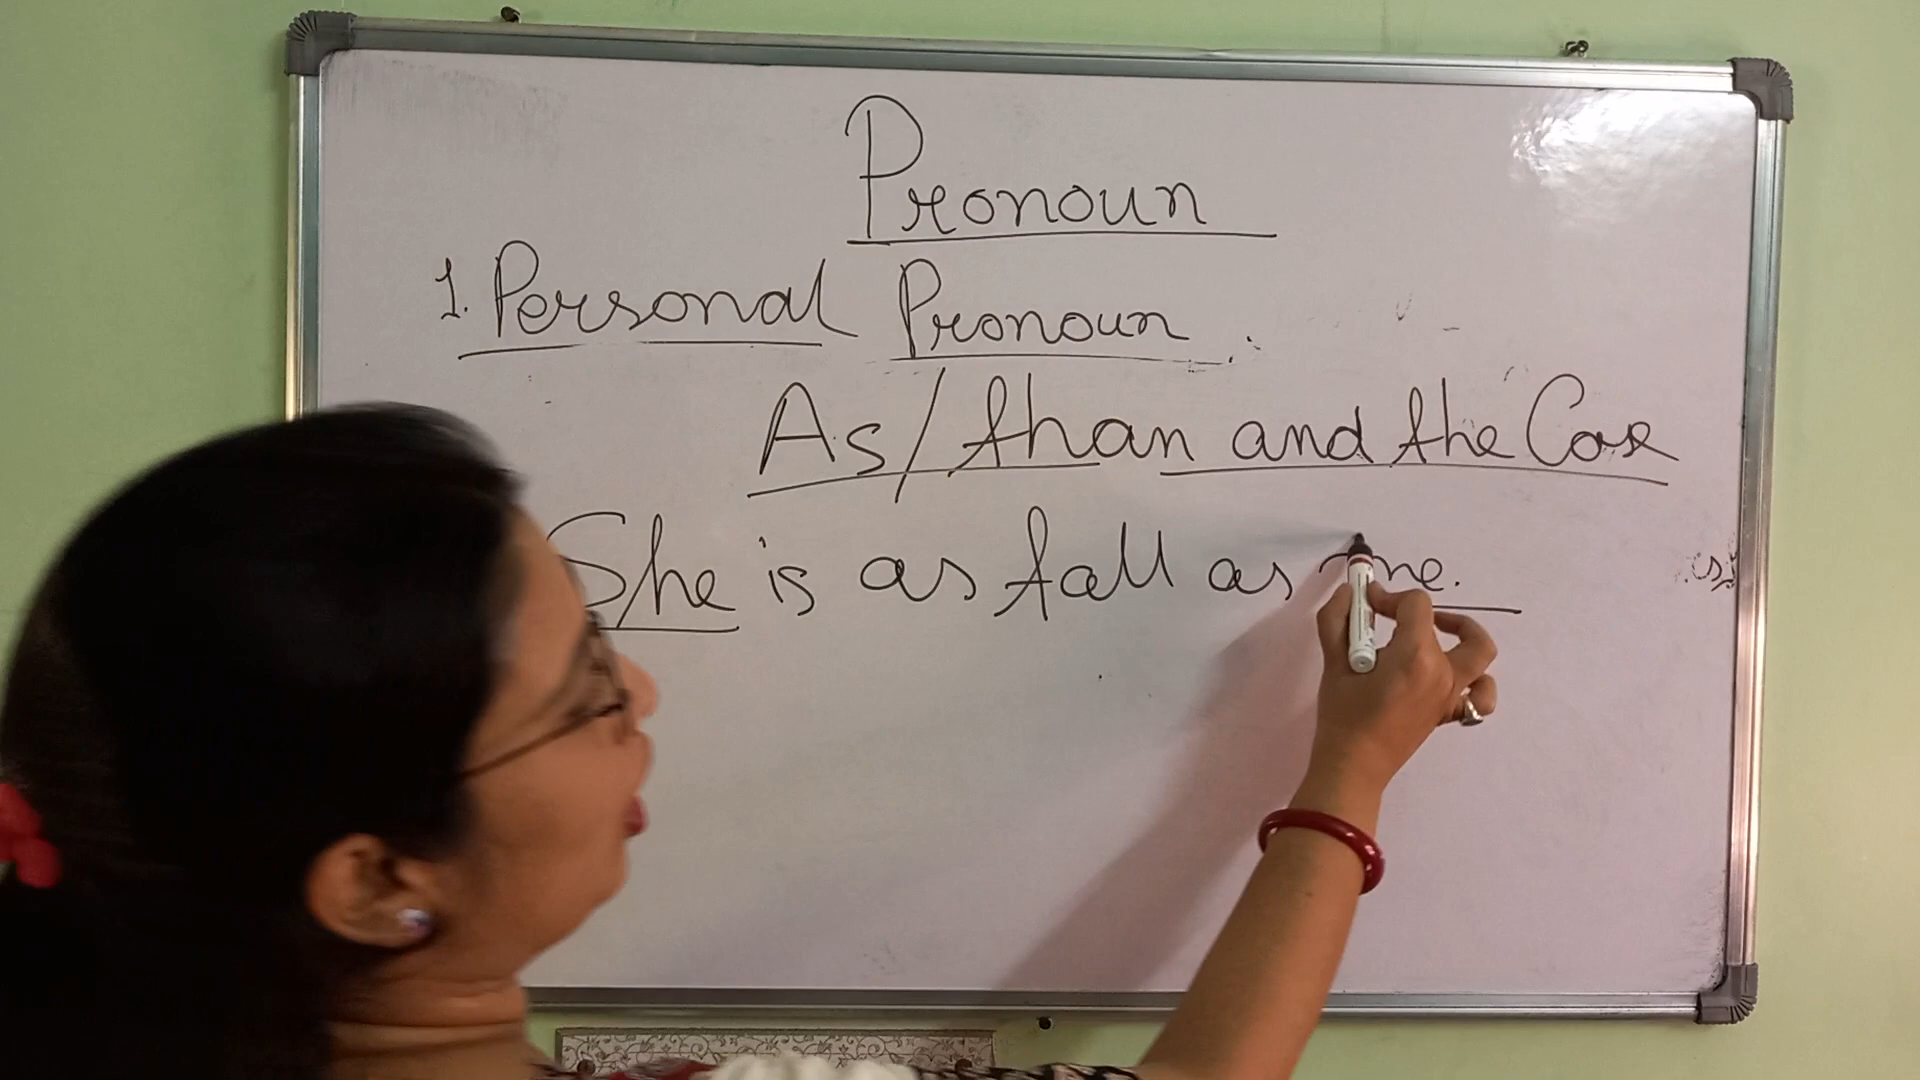 Pronoun
1. Personal Pronoun.
As/than and the Case
She is as tall as me.